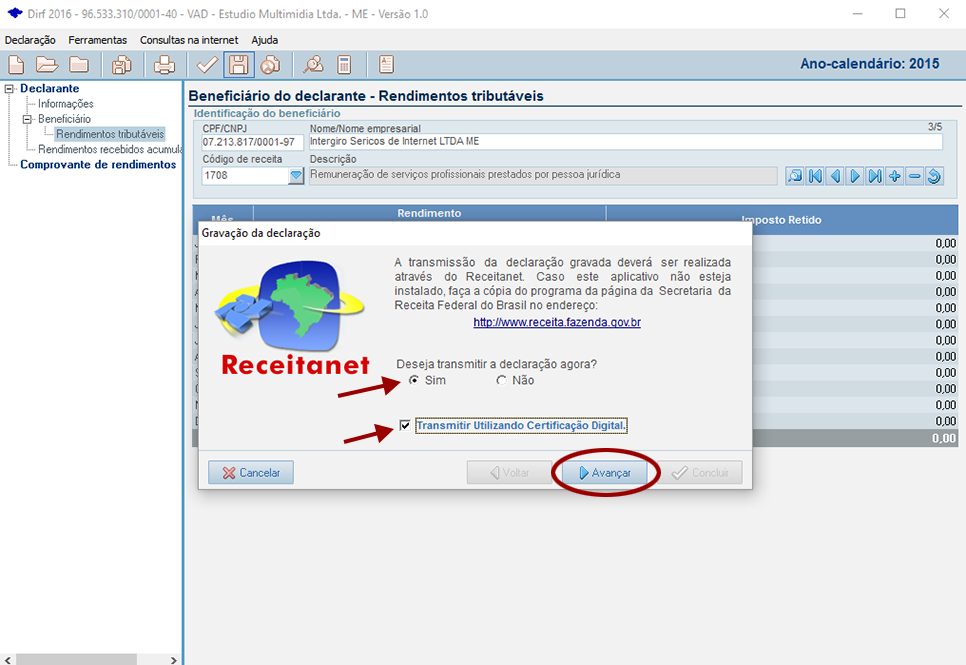 Dirf 2016 - 96.533.310/0001-40 - VAD - Estudio Multimidia Ltda. - ME - Versão 1.0
Declaração Ferramentas Consultas na internet Ajuda
Ano-calendário: 2015
Declarante
Informações
Beneficiário
Rendimentos tributáveis
Rendimentos recebidos acumula
Comprovante de rendimentos
Beneficiário do declarante - Rendimentos tributáveis
Identificação do beneficiário
CPF/CNPJ Nome/Nome empresarial 3/5
07.213.817/0001-97 Intergiro Sericos de Internet LTDA ME
Código de receita Descrição
1708 Remuneração de serviços profissionais prestados por pessoa jurídica
Mês Rendimento Imposto Retido
0,00
0,00
0,00
0,00
0,00
0,00
0,00
0,00
0,00
0,00
0,00
0,00
0,00
Gravação da declaração
A transmissão da declaração gravada deverá ser realizada
através do Receitanet. Caso este aplicativo não esteja
instalado, faça a cópia do programa da página da Secretaria da
Receita Federal do Brasil no endereço:
http://www.receita.fazenda.gov.br
Receitanet
Deseja transmitir a declaração agora?
Sim Não
Transmitir Utilizando Certificação Digital.
Cancelar Voltar Avançar Concluir